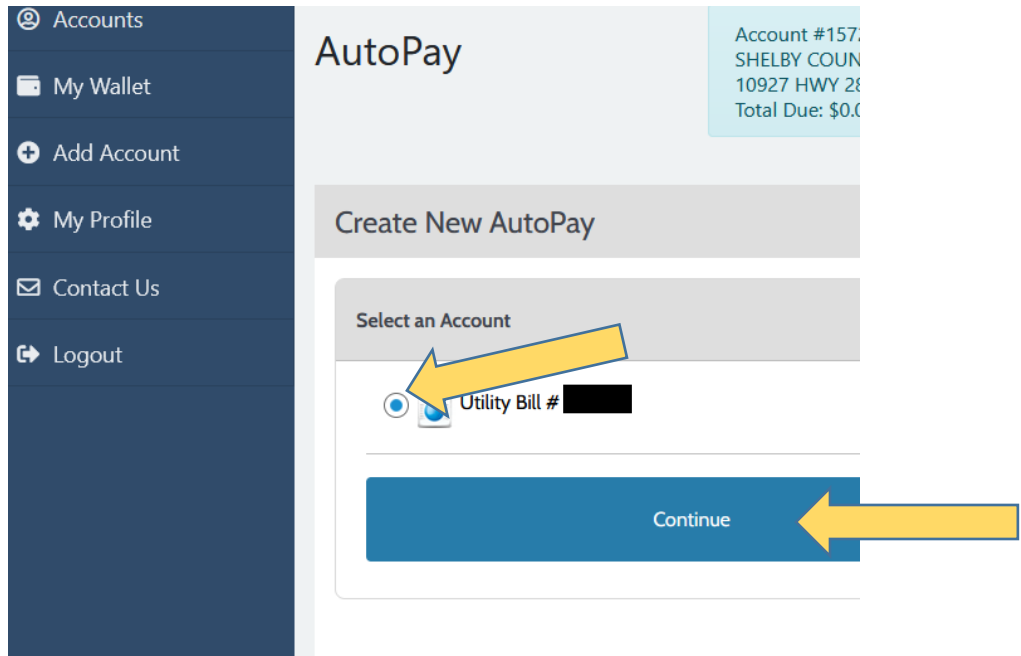 Accounts
My Wallet
Add Account
My Profile
Contact Us
Logout
AutoPay
Account #157
SHELBY COUN
10927 HWY 28
Total Due: $0.0
Create New AutoPay
Select an Account
Utility Bill #
Continue